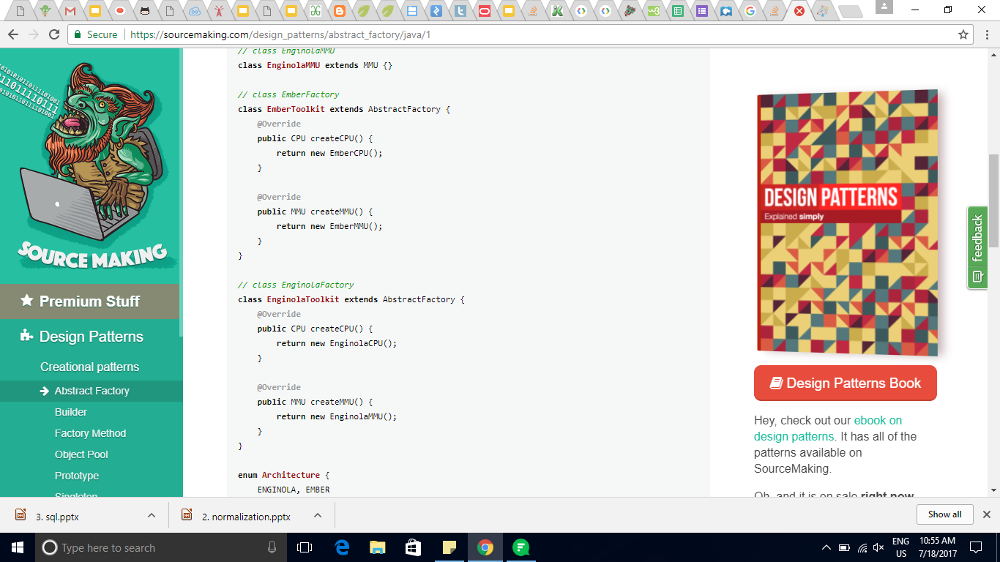 Secure
https://sourcemaking.com/design_patterns/abstract_factory/java/1
SOURCE MAKING
Premium Stuff
Design Patterns
Creational patterns
Abstract Factory
Builder
Factory Method
Object Pool
Prototype
Singleton
// class EnginolaMMU
class EnginolaMMU extends MMU {}
// class EmberFactory
class EmberToolkit extends AbstractFactory {
@Override
public CPU createCPU() {
return new EmberCPU();
}
@Override
public MMU createMMU() {
return new EmberMMU();
}
}
// class EnginolaFactory
class EnginolaToolkit extends AbstractFactory {
@Override
public CPU createCPU() {
return new EnginolaCPU();
}
@Override
public MMU createMMU() {
return new EnginolaMMU();
}
}
enum Architecture {
ENGINOLA, EMBER
DESIGN PATTERNS
Explained simply
Design Patterns Book
Hey, check out our ebook on
design patterns. It has all of the
patterns available on
SourceMaking.
Oh, and it is on sale right now.
feedback
3. sql.pptx
2. normalization.pptx
Show all
Type here to search
ENG
US
10:55 AM
7/18/2017